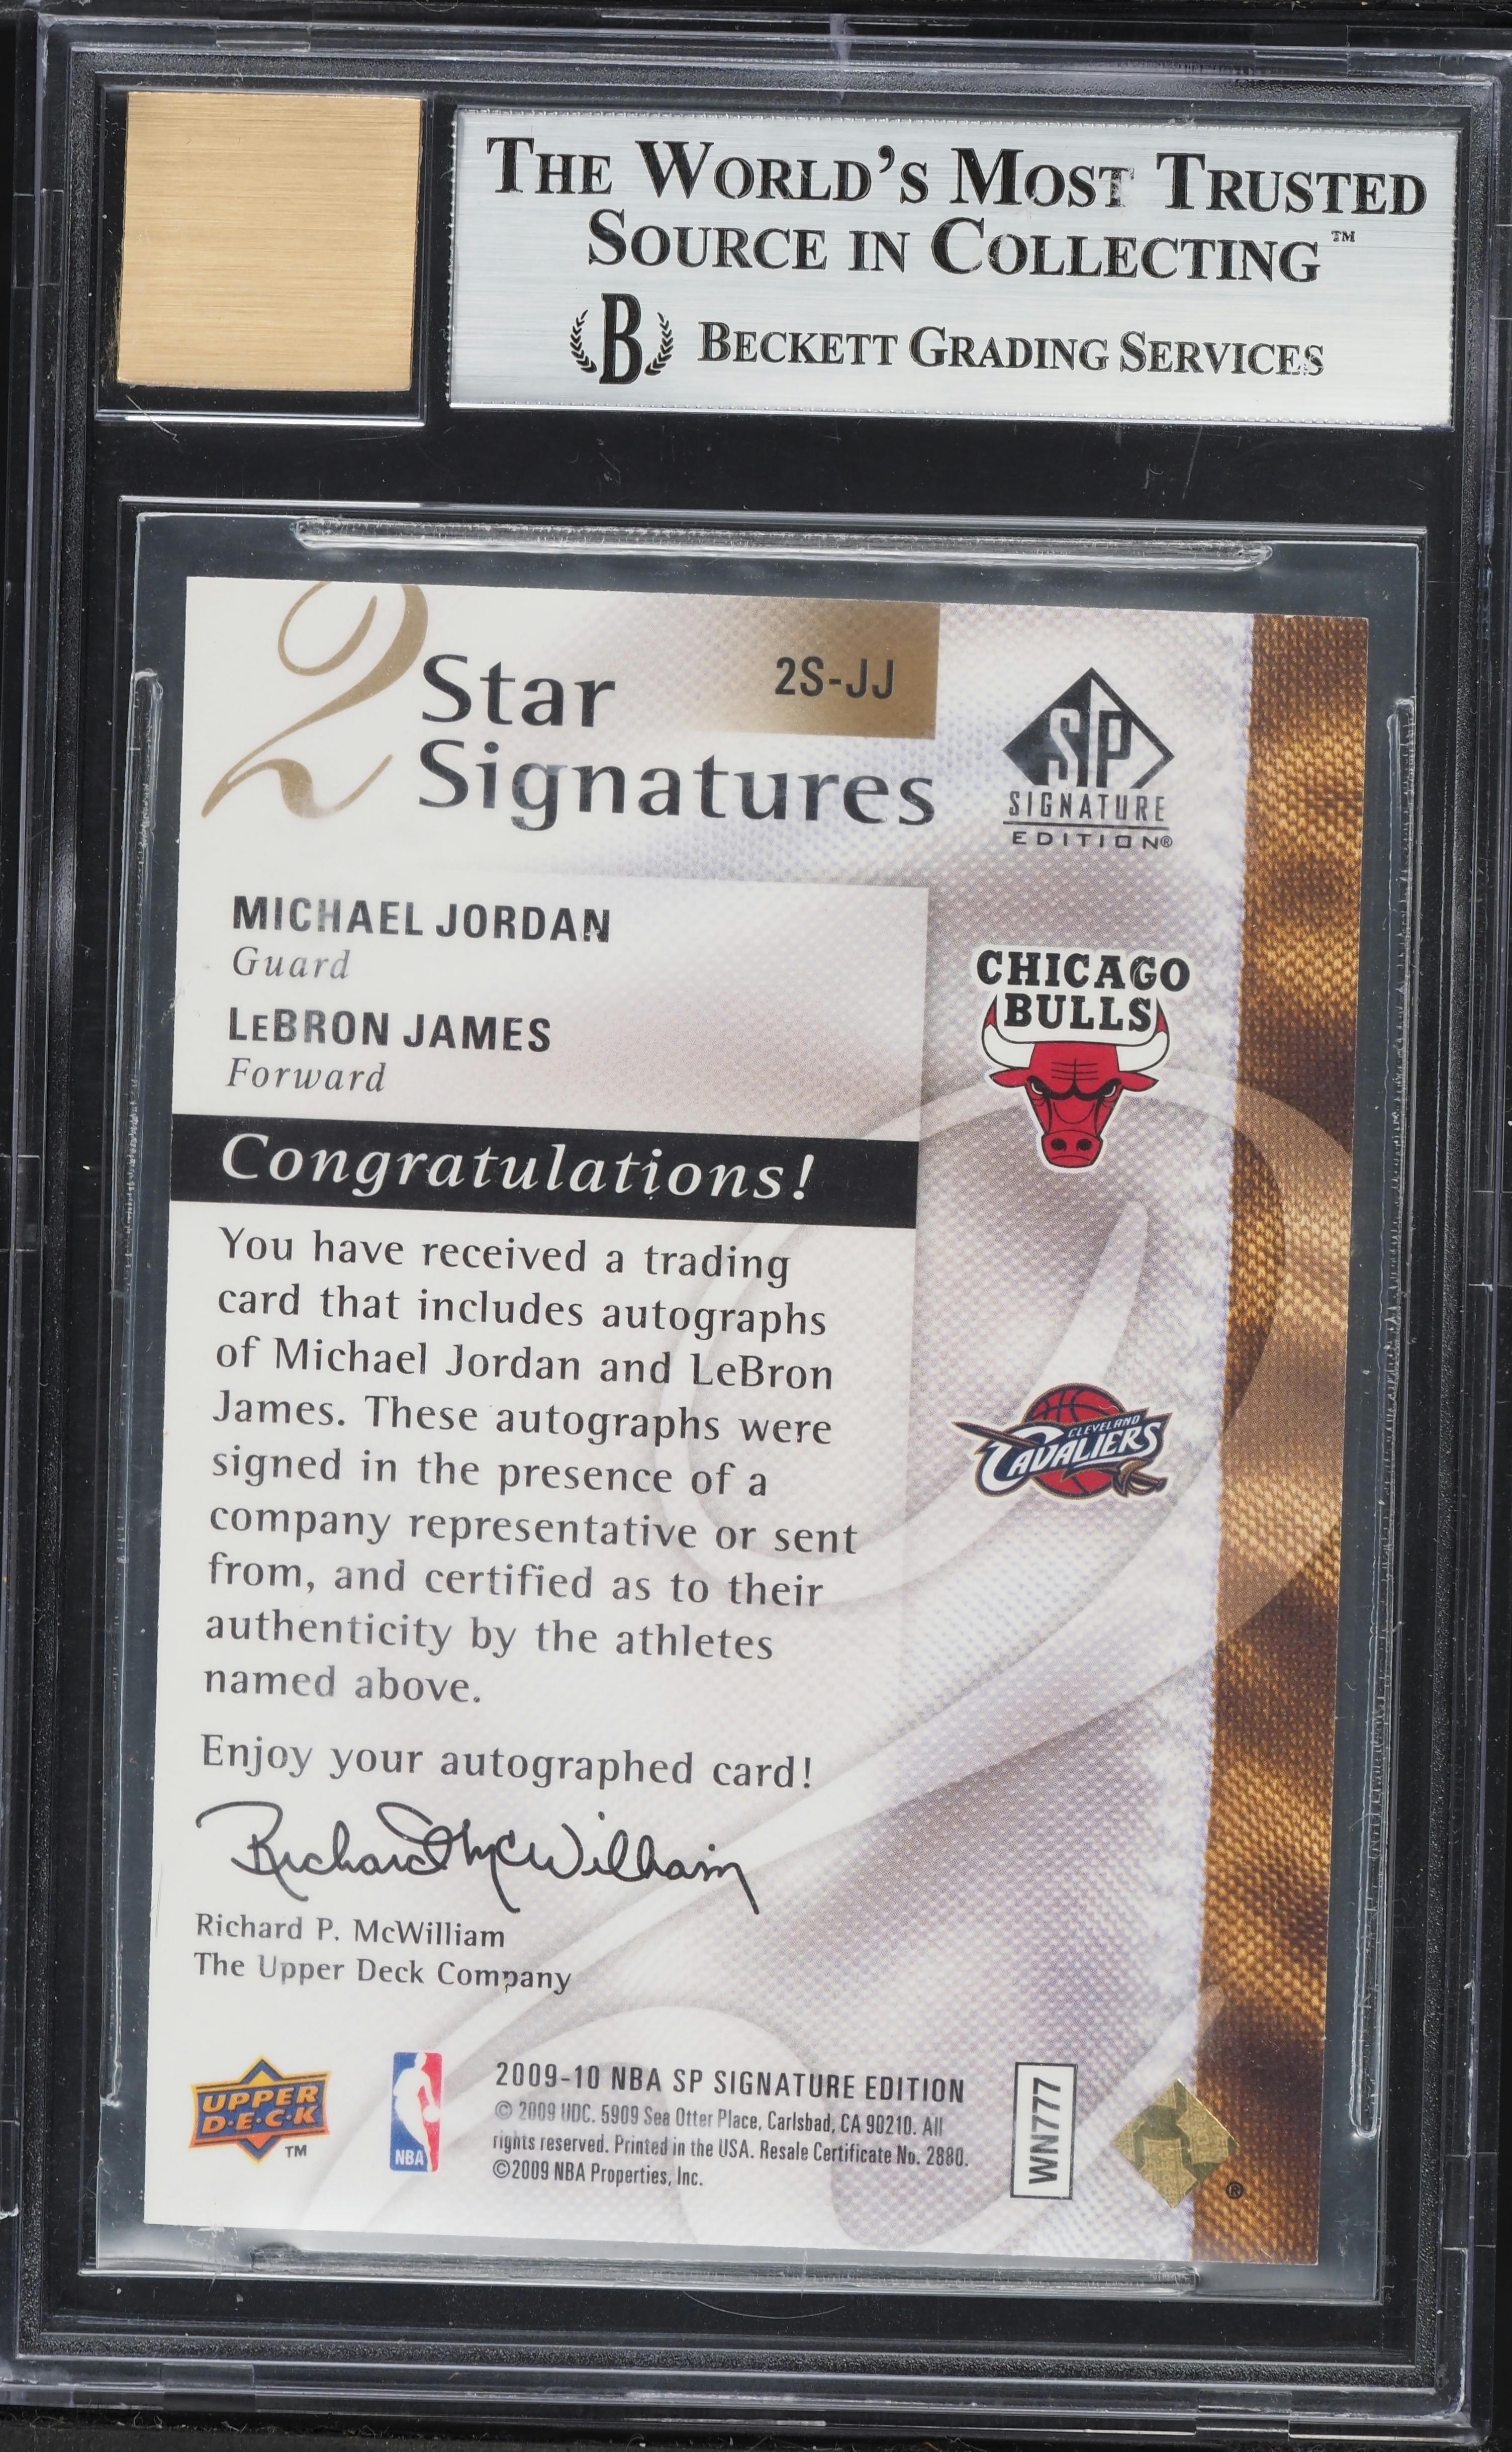 THE WORLD'S MOST TRUSTED
SOURCE IN COLLECTING™
B BECKETT GRADING SERVICES
2 Star
Signatures
2S-JJ
SP
SIGNATURE
EDITION®
MICHAEL JORDAN
Guard
LEBRON JAMES
Forward
CHICAGO
BULLS
Congratulations!
You have received a trading
card that includes autographs
of Michael Jordan and LeBron
James. These autographs were
signed in the presence of a
company representative or sent
from, and certified as to their
authenticity by the athletes
named above.
CLEVELAND
CAVALIERS
Enjoy your autographed card!
Richard McWilliam
Richard P. McWilliam
The Upper Deck Company
UPPER
D•E•C•K
™
NBA
2009-10 NBA SP SIGNATURE EDITION
© 2009 UDC. 5909 Sea Otter Place, Carlsbad, CA 90210. All
rights reserved. Printed in the USA. Resale Certificate No. 2880.
©2009 NBA Properties, Inc.
WN777
®